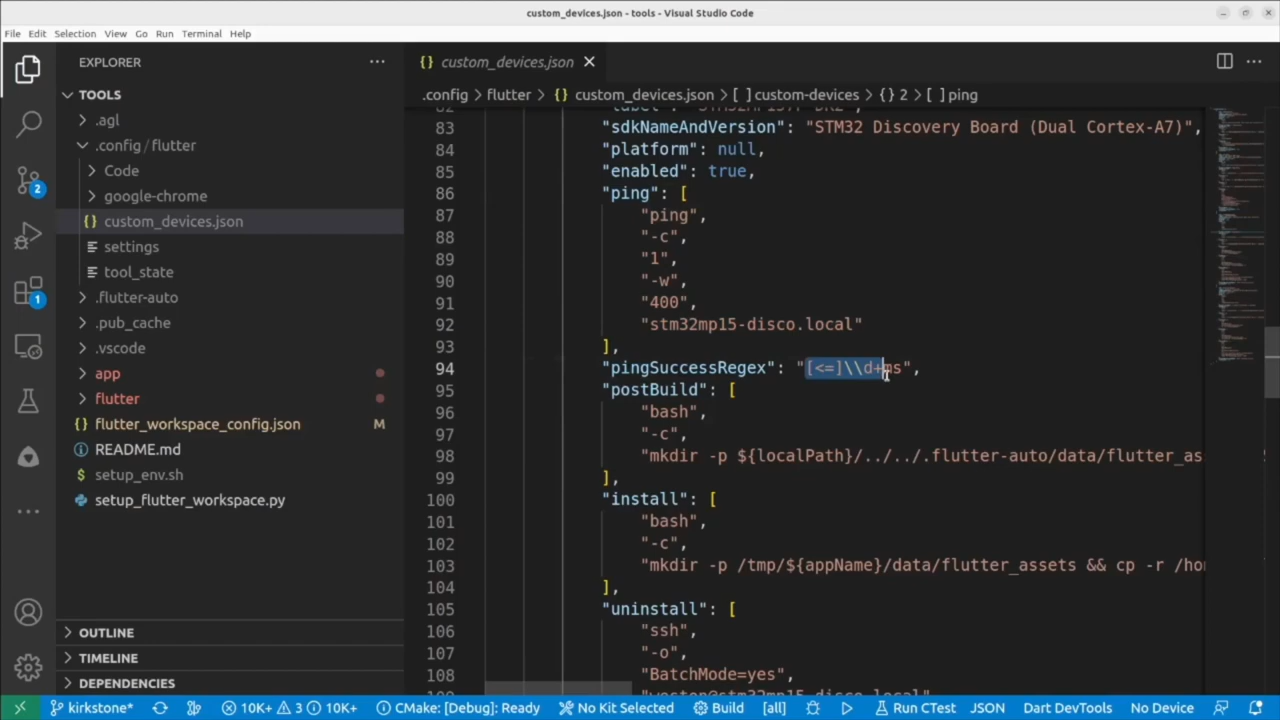 custom_devices.json - tools - Visual Studio Code
File Edit Selection View Go Run Terminal Help
EXPLORER
TOOLS
.agl
.config / flutter
Code
google-chrome
custom_devices.json
settings
tool_state
.flutter-auto
.pub_cache
.vscode
app
flutter
flutter_workspace_config.json M
README.md
setup_env.sh
setup_flutter_workspace.py
OUTLINE
TIMELINE
DEPENDENCIES
2
1
{} custom_devices.json
.config > flutter > {} custom_devices.json > [ ] custom-devices > {} 2 > [ ] ping
83 "sdkNameAndVersion": "STM32 Discovery Board (Dual Cortex-A7)",
84 "platform": null,
85 "enabled": true,
86 "ping": [
87 "ping",
88 "-c",
89 "1",
90 "-w",
91 "400",
92 "stm32mp15-disco.local"
93 ],
94 "pingSuccessRegex": "[<=]\\d+ms",
95 "postBuild": [
96 "bash",
97 "-c",
98 "mkdir -p ${localPath}/../../.flutter-auto/data/flutter_as
99 ],
100 "install": [
101 "bash",
102 "-c",
103 "mkdir -p /tmp/${appName}/data/flutter_assets && cp -r /ho
104 ],
105 "uninstall": [
106 "ssh",
107 "-o",
108 "BatchMode=yes",
kirkstone* 10K+ 3 10K+ CMake: [Debug]: Ready No Kit Selected Build [all] Run CTest JSON Dart DevTools No Device